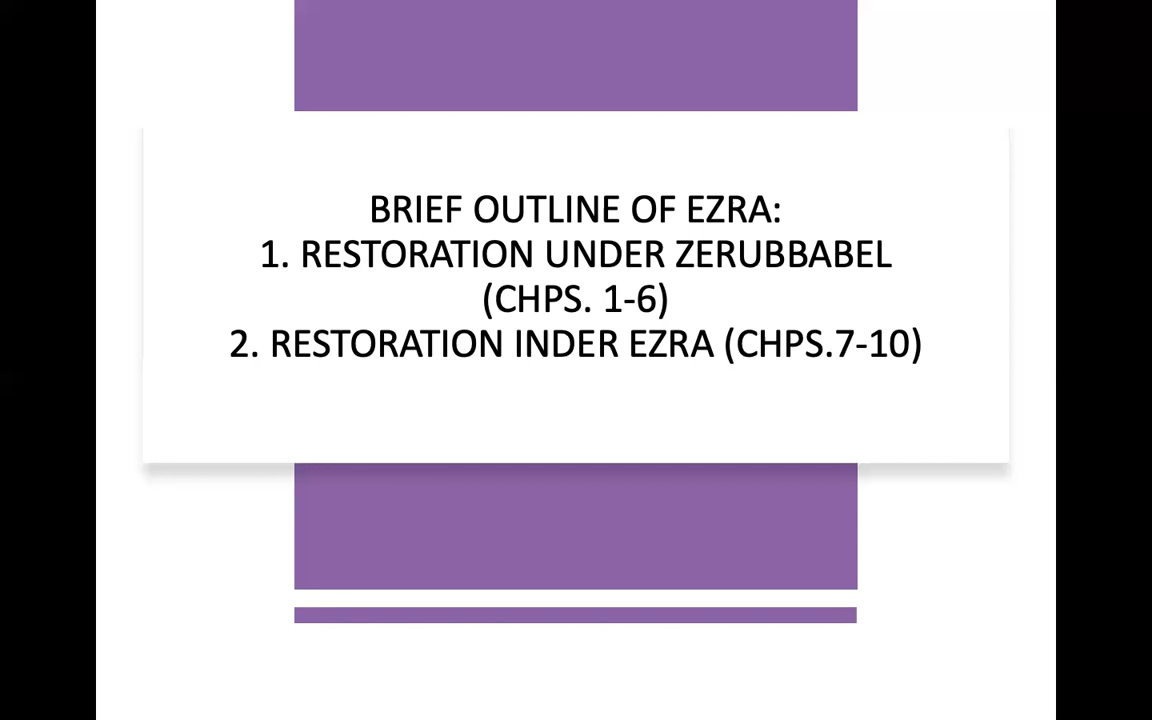 BRIEF OUTLINE OF EZRA:
1. RESTORATION UNDER ZERUBBABEL
(CHPS. 1-6)
2. RESTORATION INDER EZRA (CHPS.7-10)